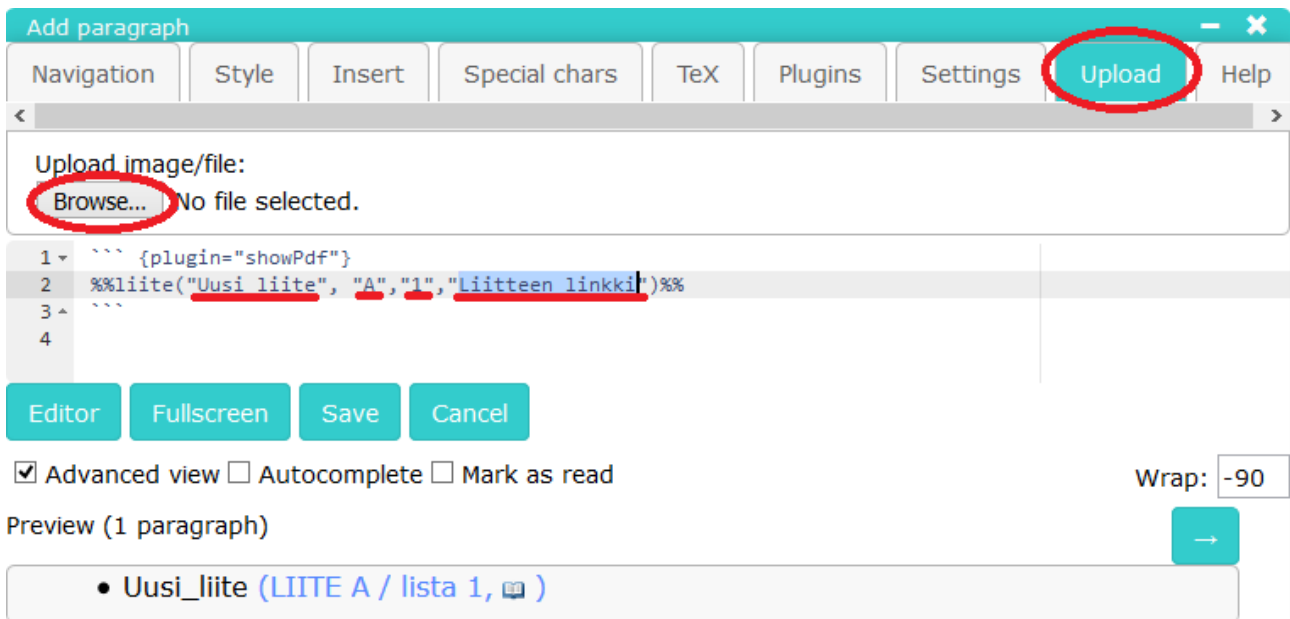 Add paragraph
Navigation Style Insert Special chars TeX Plugins Settings Upload Help
Upload image/file:
Browse... No file selected.
1 ``` {plugin="showPdf"}
2 %%liite("Uusi liite", "A","1","Liitteen linkki")%%
3 ```
4
Editor Fullscreen Save Cancel
Advanced view Autocomplete Mark as read Wrap: -90
Preview (1 paragraph) →
• Uusi_liite (LIITE A / lista 1, 📖 )